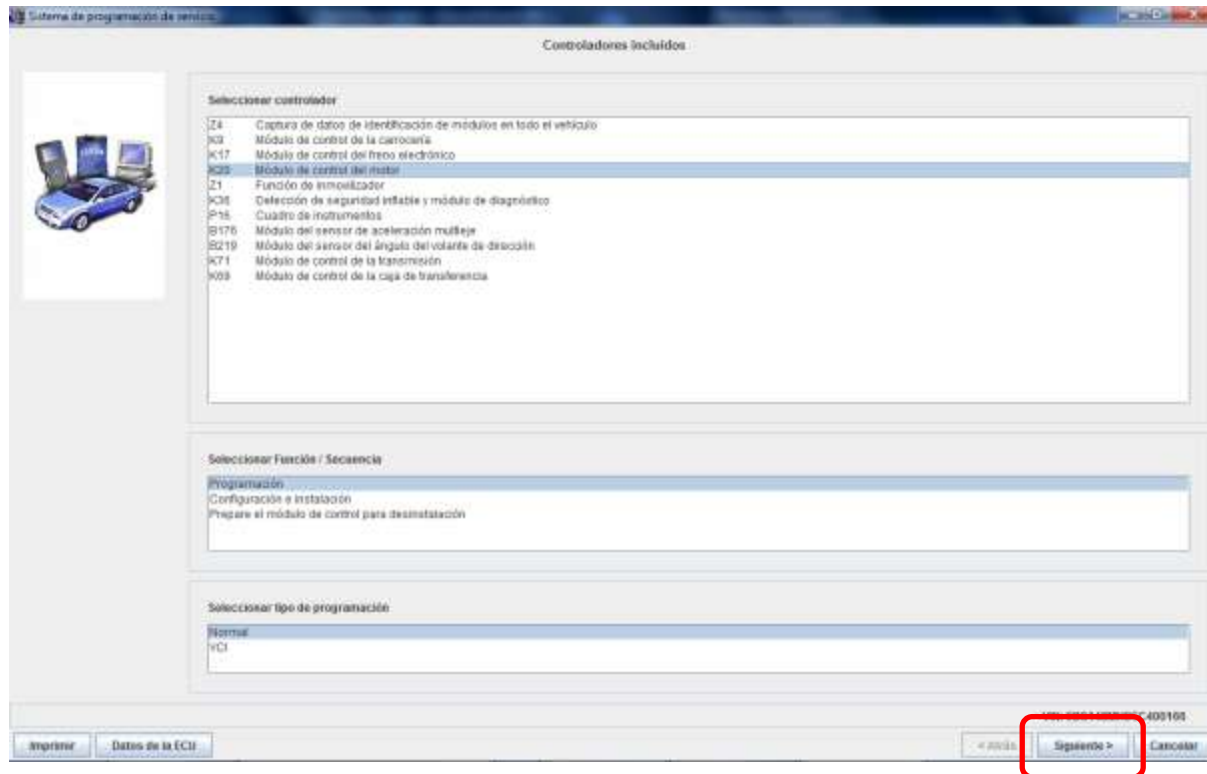 Sistema de programación de servicio
Controladores incluidos
Seleccionar controlador
Z4 Captura de datos de identificación de módulos en todo el vehículo
K9 Módulo de control de la carrocería
K17 Módulo de control del freno electrónico
K20 Módulo de control del motor
Z1 Función de inmovilizador
K36 Detección de seguridad inflable y módulo de diagnóstico
P16 Cuadro de instrumentos
B176 Módulo del sensor de aceleración multieje
B219 Módulo del sensor del ángulo del volante de dirección
K71 Módulo de control de la transmisión
K69 Módulo de control de la caja de transferencia
Seleccionar Función / Secuencia
Programación
Configuración e instalación
Prepare el módulo de control para desinstalación
Seleccionar tipo de programación
Normal
VCI
Imprimir
Datos de la ECU
< Atrás
Siguiente >
Cancelar